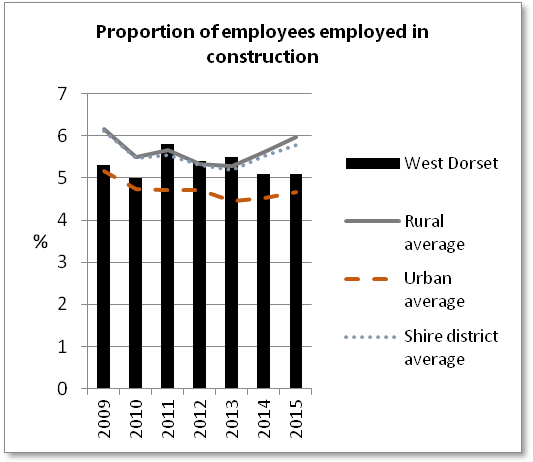 Proportion of employees employed in
construction
7
6
5
4
3
2
1
0
%
2009
2010
2011
2012
2013
2014
2015
West Dorset
Rural
average
Urban
average
Shire district
average